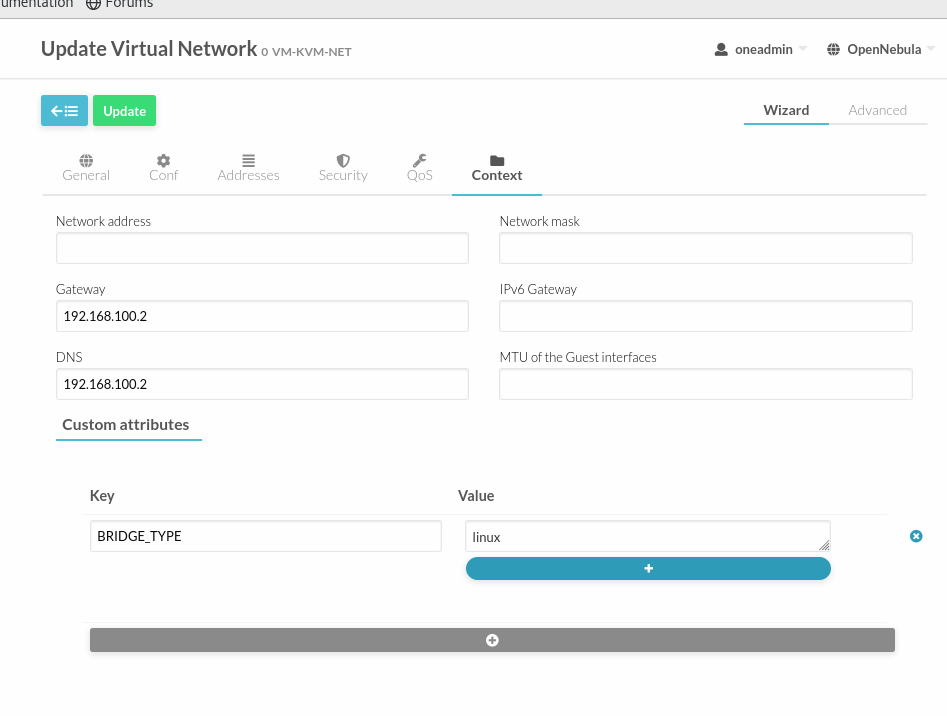 umentation Forums
Update Virtual Network 0 VM-KVM-NET oneadmin OpenNebula
Update Wizard Advanced
General Conf Addresses Security QoS Context
Network address Network mask
Gateway IPv6 Gateway
192.168.100.2
DNS MTU of the Guest interfaces
192.168.100.2
Custom attributes
Key Value
BRIDGE_TYPE linux